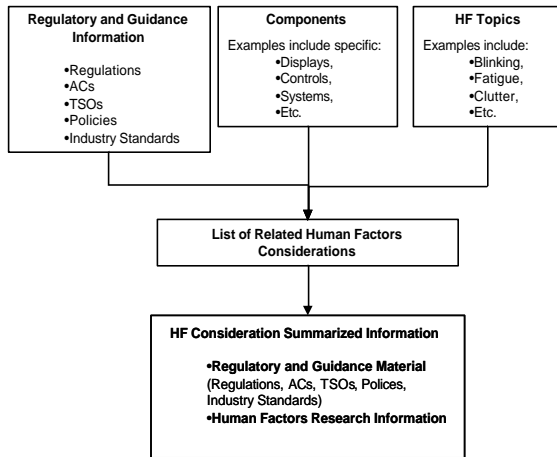 Regulatory and Guidance
Information
•Regulations
•ACs
•TSOs
•Policies
•Industry Standards
Components
Examples include specific:
•Displays,
•Controls,
•Systems,
•Etc.
HF Topics
Examples include:
•Blinking,
•Fatigue,
•Clutter,
•Etc.
List of Related Human Factors
Considerations
HF Consideration Summarized Information
•Regulatory and Guidance Material
(Regulations, ACs, TSOs, Polices,
Industry Standards)
•Human Factors Research Information